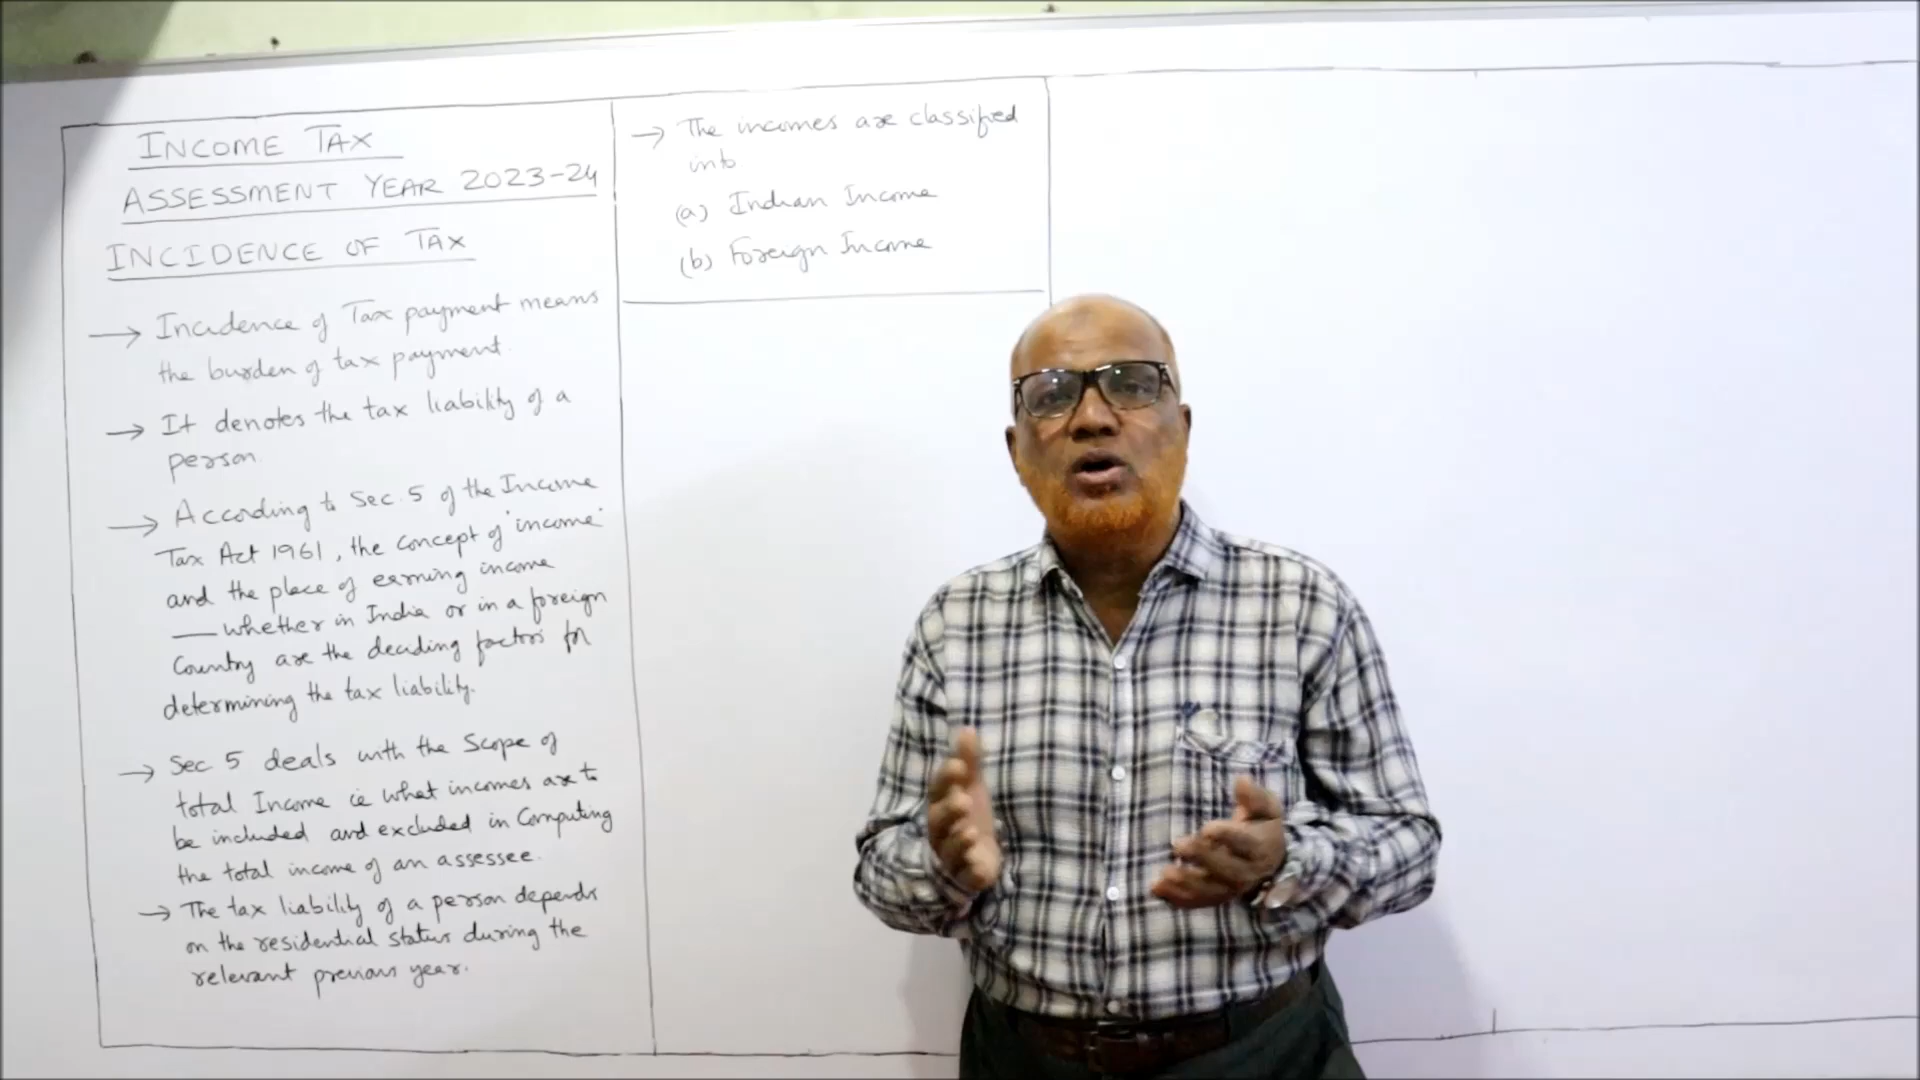 INCOME TAX
ASSESSMENT YEAR 2023-24
INCIDENCE OF TAX
→ Incidence of Tax payment means
the burden of tax payment.
→ It denotes the tax liability of a
person.
→ According to Sec. 5 of the Income
Tax Act 1961, the concept of 'income'
and the place of earning income
— whether in India or in a foreign
Country are the deciding factors for
determining the tax liability.
→ Sec 5 deals with the Scope of
total Income ie what incomes are to
be included and excluded in Computing
the total income of an assessee.
→ The tax liability of a person depends
on the residential status during the
relevant previous year.
→ The incomes are classified
into
(a) Indian Income
(b) Foreign Income